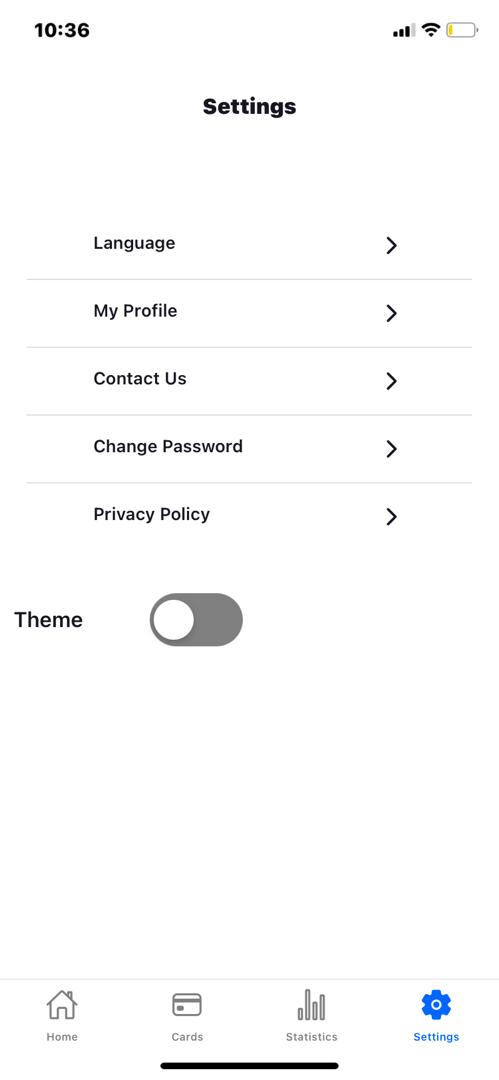 10:36
Settings
Language
My Profile
Contact Us
Change Password
Privacy Policy
Theme
Home
Cards
Statistics
Settings